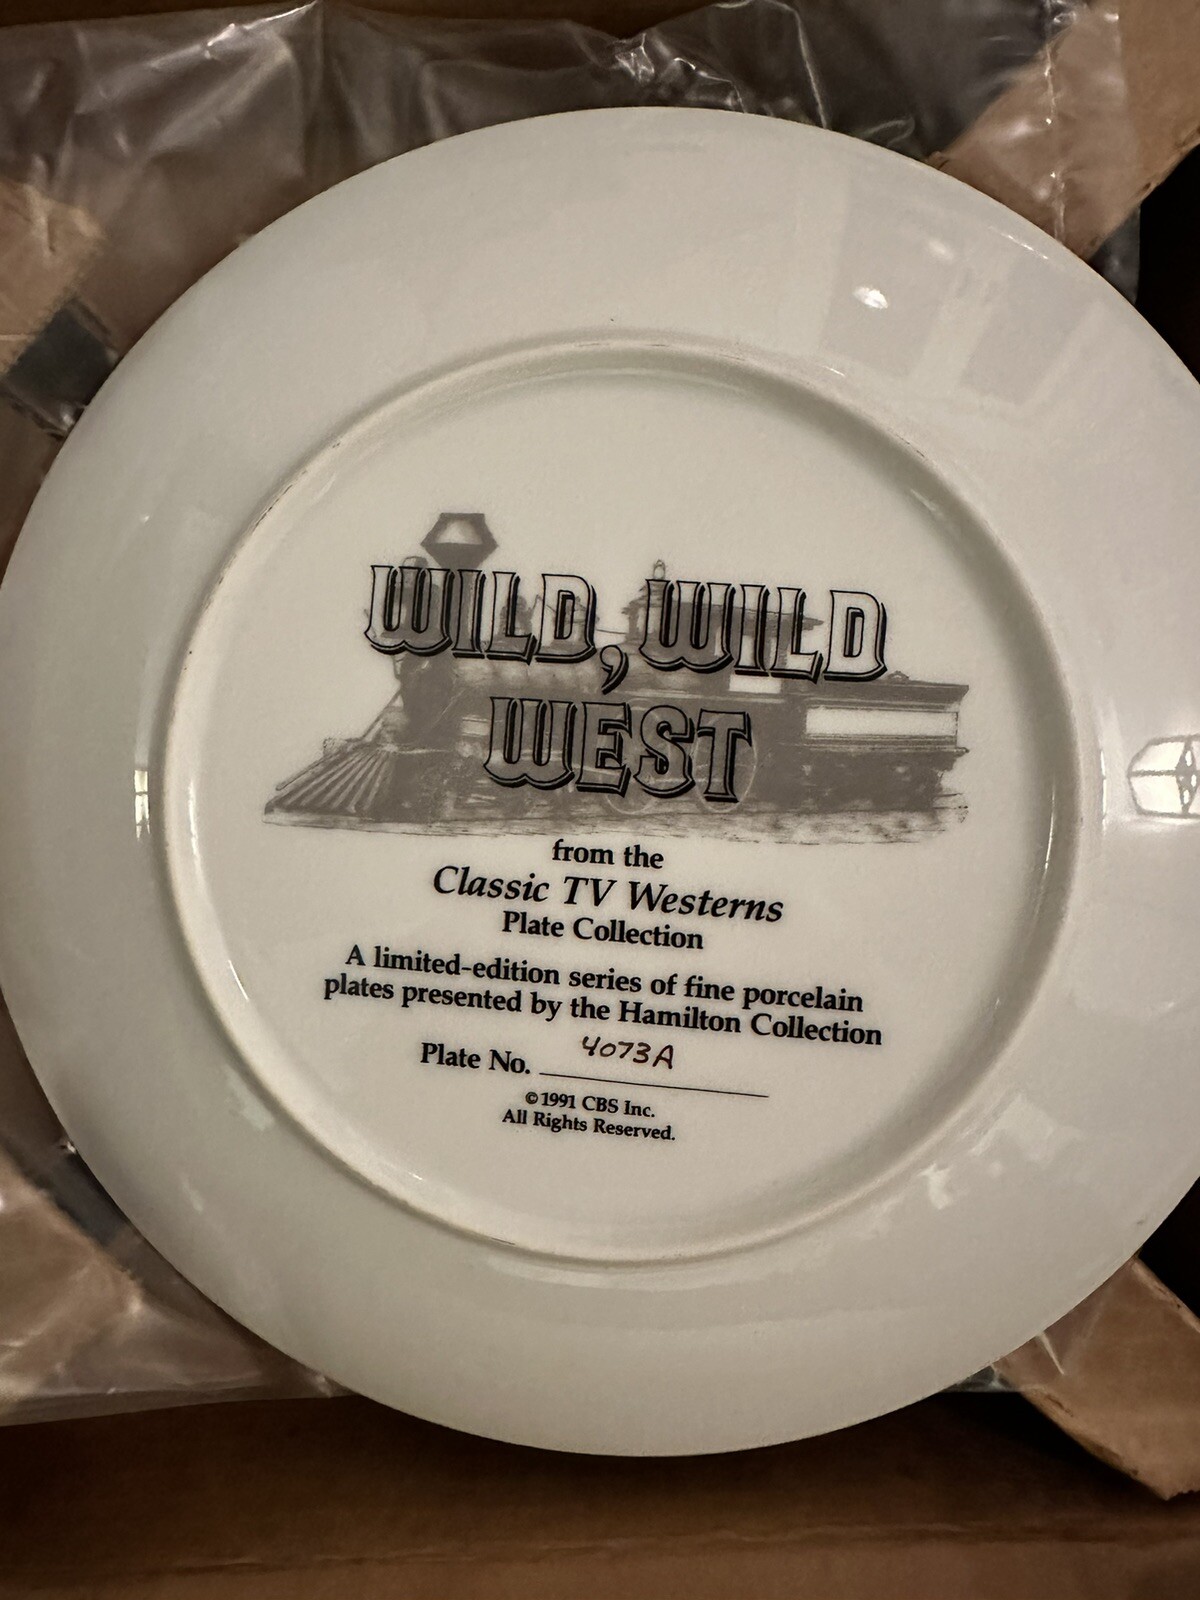 WILD, WILD
WEST
from the
Classic TV Westerns
Plate Collection
A limited-edition series of fine porcelain
plates presented by the Hamilton Collection
Plate No. 4073A
©1991 CBS Inc.
All Rights Reserved.